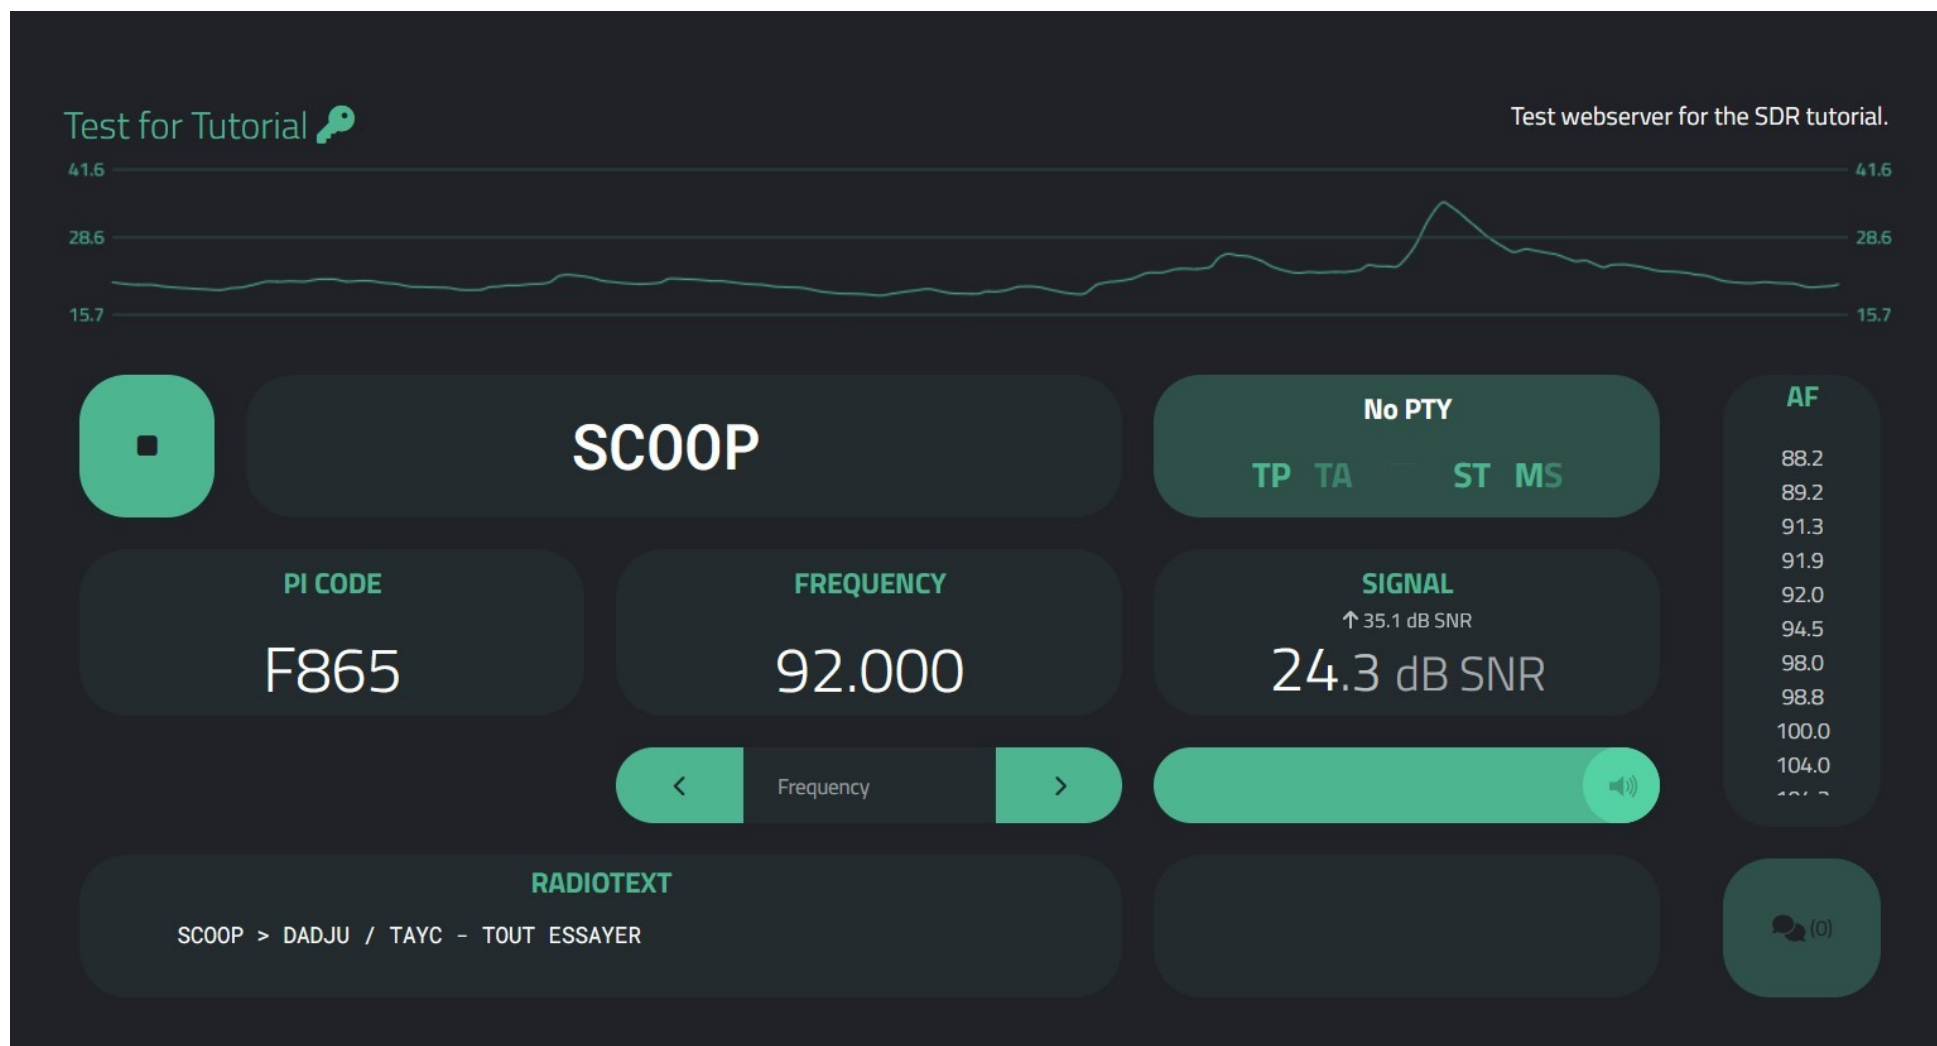 Test for Tutorial
Test webserver for the SDR tutorial.
41.6 41.6
28.6 28.6
15.7 15.7
SCOOP
No PTY
TP TA ST MS
AF
88.2
89.2
91.3
91.9
92.0
94.5
98.0
98.8
100.0
104.0
PI CODE
F865
FREQUENCY
92.000
SIGNAL
35.1 dB SNR
24.3 dB SNR
Frequency
RADIOTEXT
SCOOP > DADJU / TAYC - TOUT ESSAYER
(0)